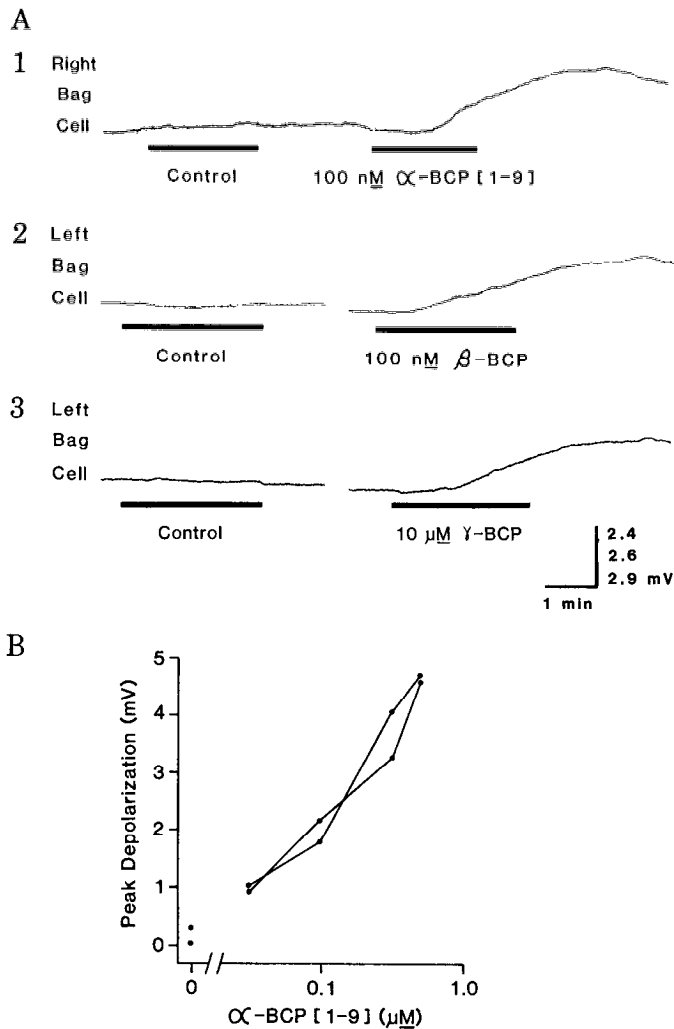 A
1 Right
Bag
Cell
Control
100 nM α-BCP [1-9]
2 Left
Bag
Cell
Control
100 nM β-BCP
3 Left
Bag
Cell
Control
10 μM γ-BCP
2.4
2.6
2.9 mV
1 min
B
Peak Depolarization (mV)
5
4
3
2
1
0
0
0.1
1.0
α-BCP [1-9] (μM)